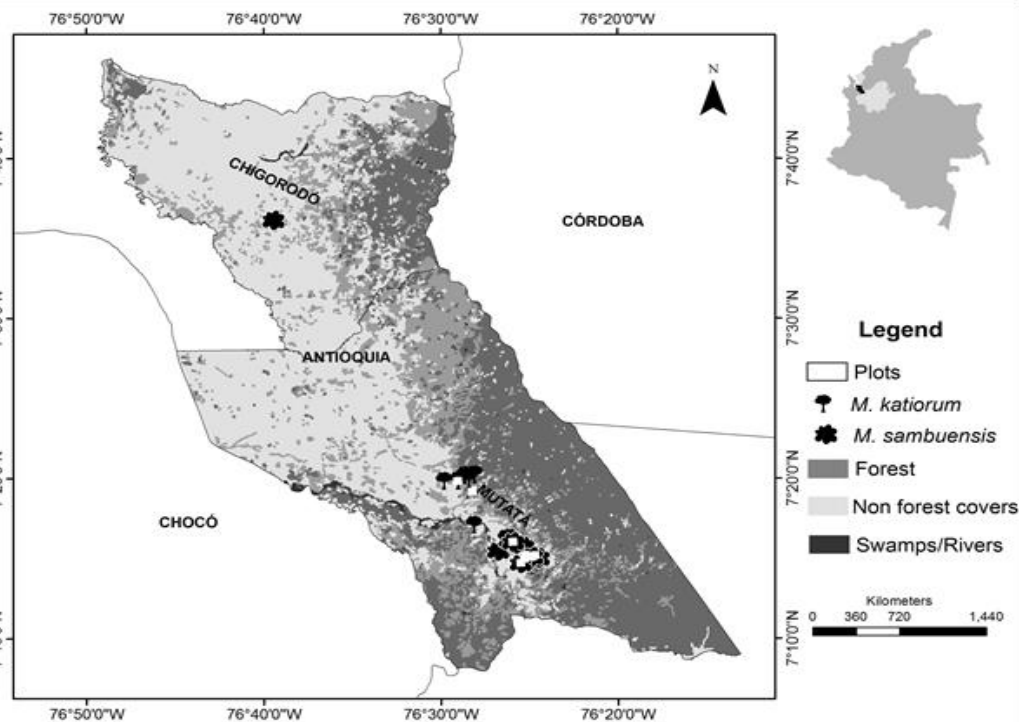 76°50'0"W 76°40'0"W 76°30'0"W 76°20'0"W
N
7°40'0"N
CHIGORODÓ
CÓRDOBA
7°30'0"N
ANTIOQUIA
7°20'0"N
MUTATÁ
CHOCÓ
7°10'0"N
76°50'0"W 76°40'0"W 76°30'0"W 76°20'0"W
Legend
Plots
M. katiorum
M. sambuensis
Forest
Non forest covers
Swamps/Rivers
Kilometers
0 360 720 1,440